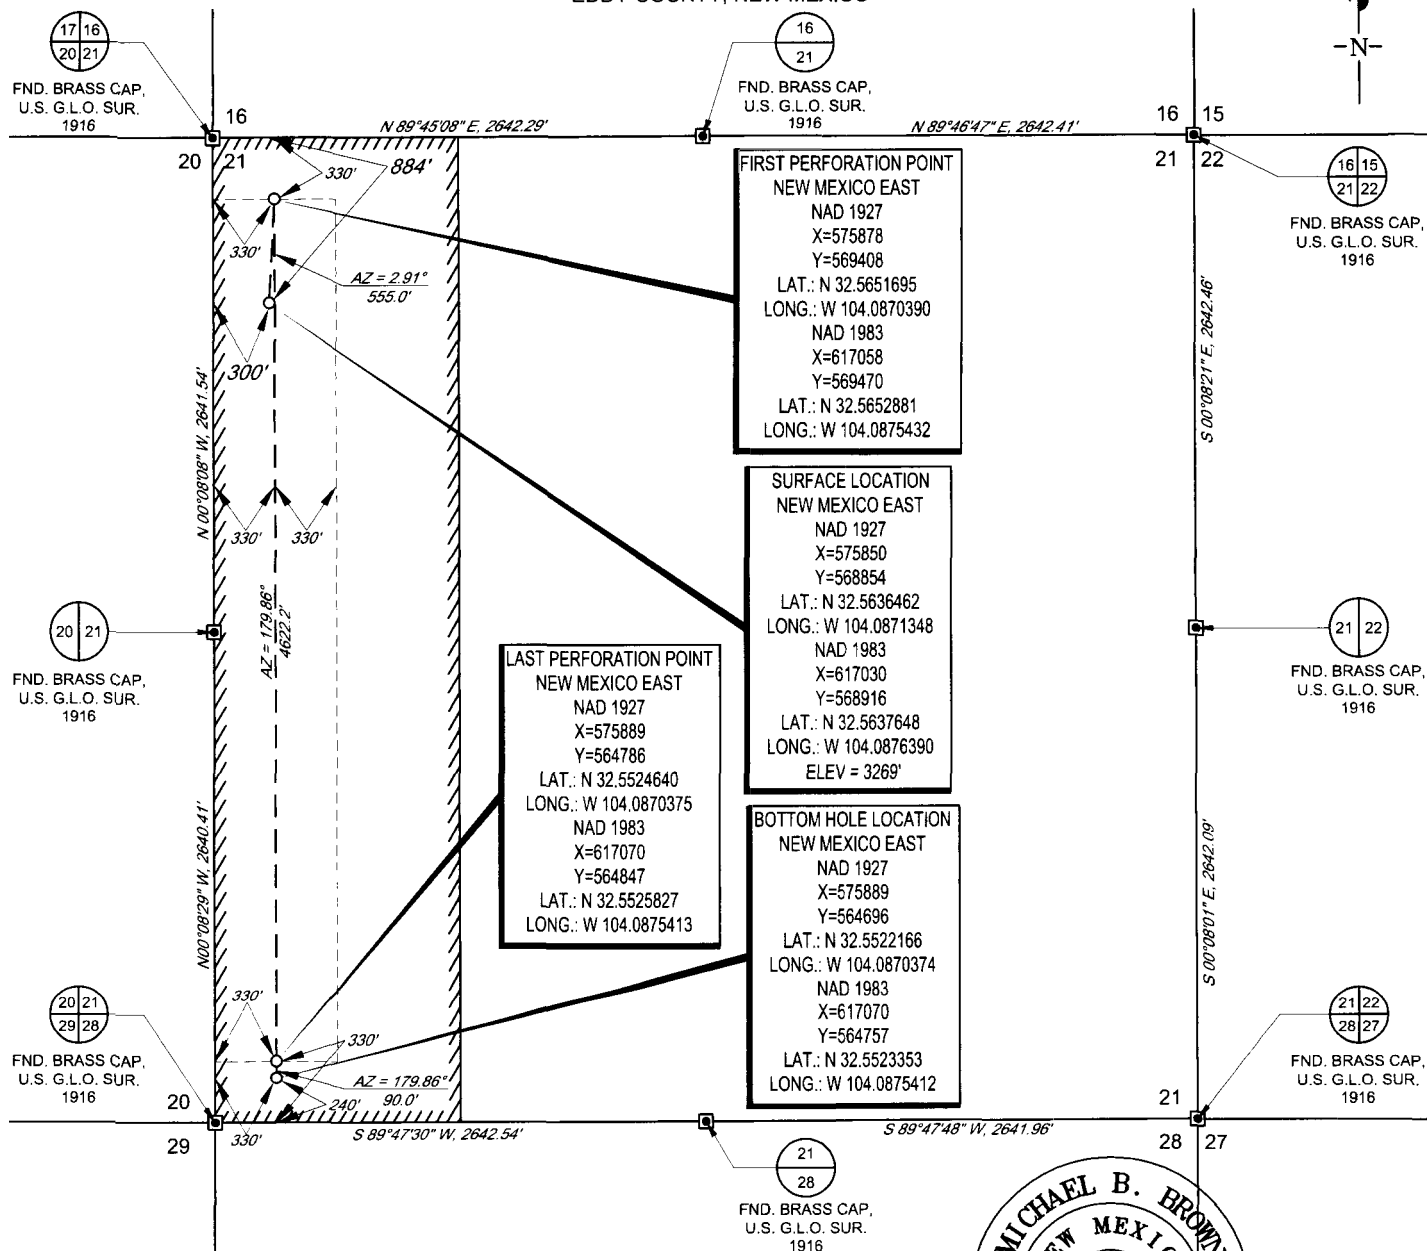 EDDY COUNTY, NEW MEXICO
-N-
17 16
20 21
FND. BRASS CAP,
U.S. G.L.O. SUR.
1916
16
21
FND. BRASS CAP,
U.S. G.L.O. SUR.
1916
16
20 21
N 89°45'08" E, 2642.29'
N 89°46'47" E, 2642.41'
16 15
21 22
16 15
21 22
FND. BRASS CAP,
U.S. G.L.O. SUR.
1916
330'
884'
330'
AZ = 2.91°
555.0'
300'
N 00°08'08" W, 2641.54'
330'
330'
AZ = 179.86°
4622.2'
FIRST PERFORATION POINT
NEW MEXICO EAST
NAD 1927
X=575878
Y=569408
LAT.: N 32.5651695
LONG.: W 104.0870390
NAD 1983
X=617058
Y=569470
LAT.: N 32.5652881
LONG.: W 104.0875432
S 00°08'21" E, 2642.46'
SURFACE LOCATION
NEW MEXICO EAST
NAD 1927
X=575850
Y=568854
LAT.: N 32.5636462
LONG.: W 104.0871348
NAD 1983
X=617030
Y=568916
LAT.: N 32.5637648
LONG.: W 104.0876390
ELEV = 3269'
20 21
FND. BRASS CAP,
U.S. G.L.O. SUR.
1916
21 22
FND. BRASS CAP,
U.S. G.L.O. SUR.
1916
LAST PERFORATION POINT
NEW MEXICO EAST
NAD 1927
X=575889
Y=564786
LAT.: N 32.5524640
LONG.: W 104.0870375
NAD 1983
X=617070
Y=564847
LAT.: N 32.5525827
LONG.: W 104.0875413
BOTTOM HOLE LOCATION
NEW MEXICO EAST
NAD 1927
X=575889
Y=564696
LAT.: N 32.5522166
LONG.: W 104.0870374
NAD 1983
X=617070
Y=564757
LAT.: N 32.5523353
LONG.: W 104.0875412
N00°08'29" W, 2640.41'
S 00°08'01" E, 2642.09'
20 21
29 28
FND. BRASS CAP,
U.S. G.L.O. SUR.
1916
330'
330'
AZ = 179.86°
90.0'
240'
330'
20
29
S 89°47'30" W, 2642.54'
S 89°47'48" W, 2641.96'
21
28 27
21 22
28 27
FND. BRASS CAP,
U.S. G.L.O. SUR.
1916
21
28
FND. BRASS CAP,
U.S. G.L.O. SUR.
1916
MICHAEL B. BROWN
NEW MEXIC